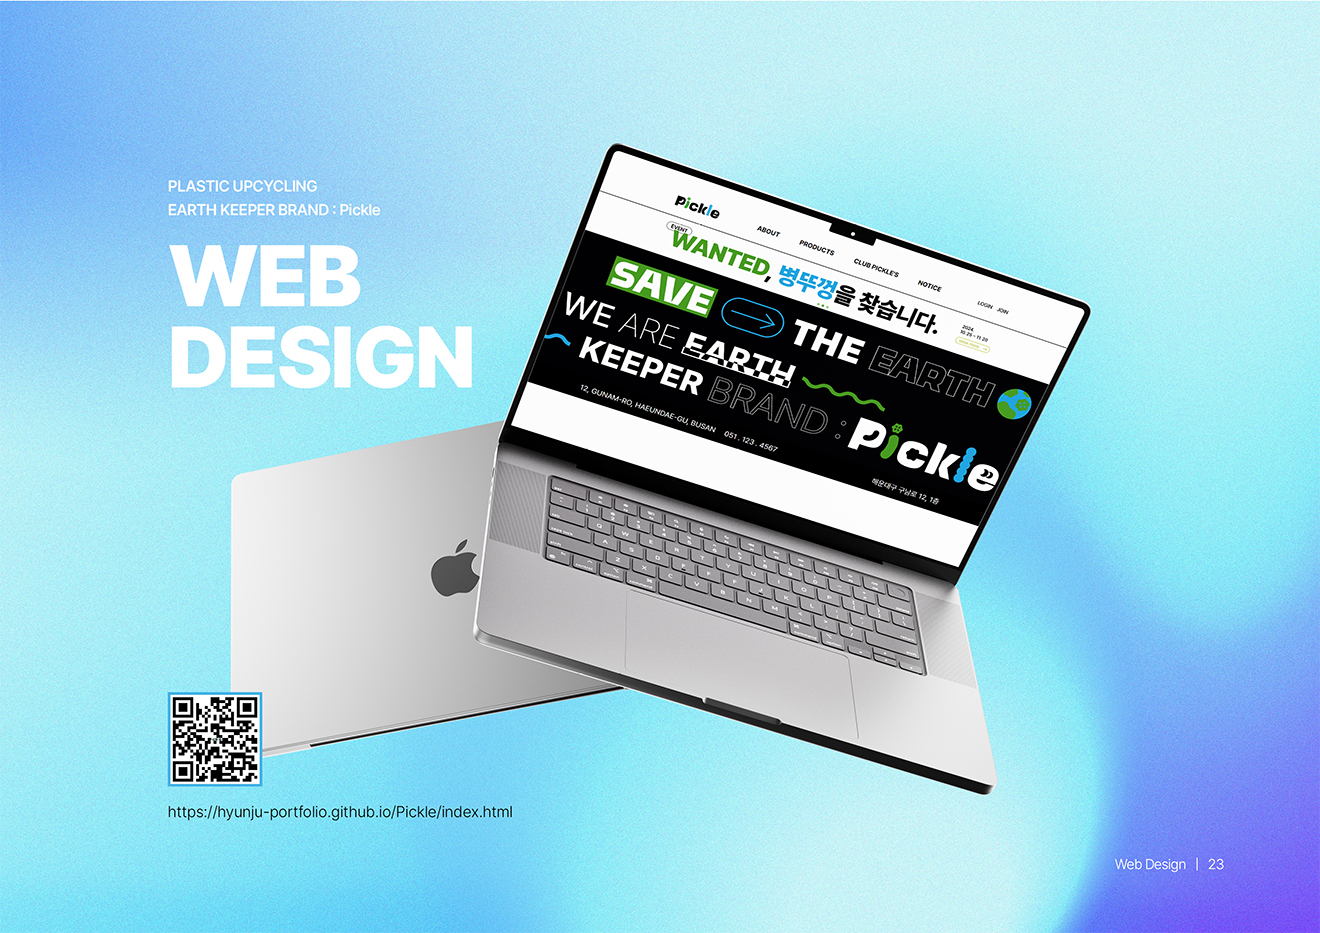 PLASTIC UPCYCLING
EARTH KEEPER BRAND : Pickle
WEB
DESIGN
Pickle
ABOUT
PRODUCTS
CLUB PICKLE'S
NOTICE
LOGIN JOIN
EVENT
WANTED, 병뚜껑을 찾습니다.
2024.
10.25 - 11.20
SAVE THE EARTH
WE ARE EARTH
KEEPER BRAND : Pickle
12, GUNAM-RO, HAEUNDAE-GU, BUSAN 051 . 123 . 4567
해운대구 구남로 12, 1층
https://hyunju-portfolio.github.io/Pickle/index.html
Web Design | 23